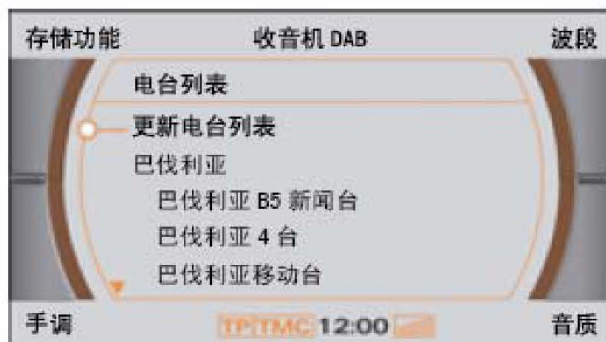 存储功能 收音机 DAB 波段
电台列表
更新电台列表
巴伐利亚
巴伐利亚 B5 新闻台
巴伐利亚 4 台
巴伐利亚移动台
手调 TP TMC 12:00 音质